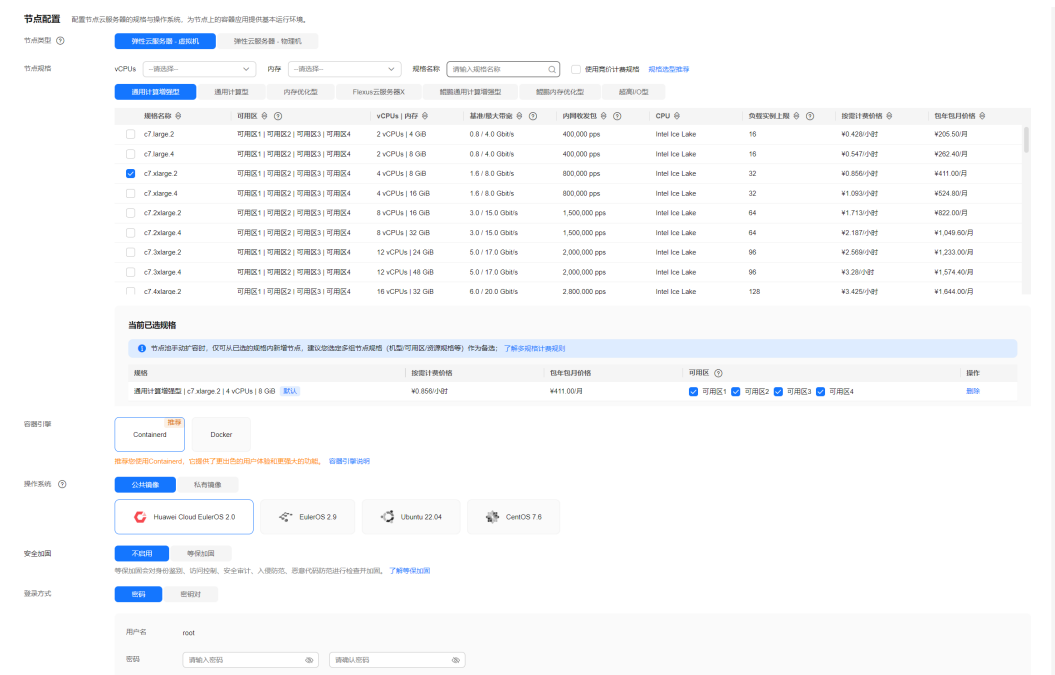 节点配置 配置节点云服务器的规格与操作系统，为节点上的容器应用提供基本运行环境。
节点类型 弹性云服务器 - 虚拟机 弹性云服务器 - 物理机
节点规格 vCPUs --请选择-- 内存 --请选择-- 规格名称 请输入规格名称 使用竞价计费规格 规格选型推荐
通用计算增强型 通用计算型 内存优化型 Flexus云服务器X 鲲鹏通用计算增强型 鲲鹏内存优化型 超高I/O型
规格名称 可用区 vCPUs | 内存 基准/最大带宽 内网收发包 CPU 负载实例上限 按需计费价格 包年包月价格
c7.large.2 可用区1 | 可用区2 | 可用区3 | 可用区4 2 vCPUs | 4 GiB 0.8 / 4.0 Gbit/s 400,000 pps Intel Ice Lake 16 ¥0.428/小时 ¥205.50/月
c7.large.4 可用区1 | 可用区2 | 可用区3 | 可用区4 2 vCPUs | 8 GiB 0.8 / 4.0 Gbit/s 400,000 pps Intel Ice Lake 16 ¥0.547/小时 ¥262.40/月
c7.xlarge.2 可用区1 | 可用区2 | 可用区3 | 可用区4 4 vCPUs | 8 GiB 1.6 / 8.0 Gbit/s 800,000 pps Intel Ice Lake 32 ¥0.856/小时 ¥411.00/月
c7.xlarge.4 可用区1 | 可用区2 | 可用区3 | 可用区4 4 vCPUs | 16 GiB 1.6 / 8.0 Gbit/s 800,000 pps Intel Ice Lake 32 ¥1.093/小时 ¥524.80/月
c7.2xlarge.2 可用区1 | 可用区2 | 可用区3 | 可用区4 8 vCPUs | 16 GiB 3.0 / 15.0 Gbit/s 1,500,000 pps Intel Ice Lake 64 ¥1.713/小时 ¥822.00/月
c7.2xlarge.4 可用区1 | 可用区2 | 可用区3 | 可用区4 8 vCPUs | 32 GiB 3.0 / 15.0 Gbit/s 1,500,000 pps Intel Ice Lake 64 ¥2.187/小时 ¥1,049.60/月
c7.3xlarge.2 可用区1 | 可用区2 | 可用区3 | 可用区4 12 vCPUs | 24 GiB 5.0 / 17.0 Gbit/s 2,000,000 pps Intel Ice Lake 96 ¥2.569/小时 ¥1,233.00/月
c7.3xlarge.4 可用区1 | 可用区2 | 可用区3 | 可用区4 12 vCPUs | 48 GiB 5.0 / 17.0 Gbit/s 2,000,000 pps Intel Ice Lake 96 ¥3.28/小时 ¥1,574.40/月
c7.4xlarge.2 可用区1 | 可用区2 | 可用区3 | 可用区4 16 vCPUs | 32 GiB 6.0 / 20.0 Gbit/s 2,800,000 pps Intel Ice Lake 128 ¥3.425/小时 ¥1,644.00/月
当前已选规格
节点池手动扩容时，仅可从已选的规格内新增节点，建议您选定多组节点规格（机型/可用区/资源规格等）作为备选； 了解多规格计费规则
规格 按需计费价格 包年包月价格 可用区 操作
通用计算增强型 | c7.xlarge.2 | 4 vCPUs | 8 GiB 默认 ¥0.856/小时 ¥411.00/月 可用区1 可用区2 可用区3 可用区4 删除
容器引擎 Containerd 推荐 Docker
推荐您使用Containerd，它提供了更出色的用户体验和更强大的功能。 容器引擎说明
操作系统 公共镜像 私有镜像
Huawei Cloud EulerOS 2.0 EulerOS 2.9 Ubuntu 22.04 CentOS 7.6
安全加固 不启用 等保加固
等保加固会对身份鉴别、访问控制、安全审计、入侵防范、恶意代码防范进行检查并加固。 了解等保加固
登录方式 密码 密钥对
用户名 root
密码 请输入密码 请确认密码